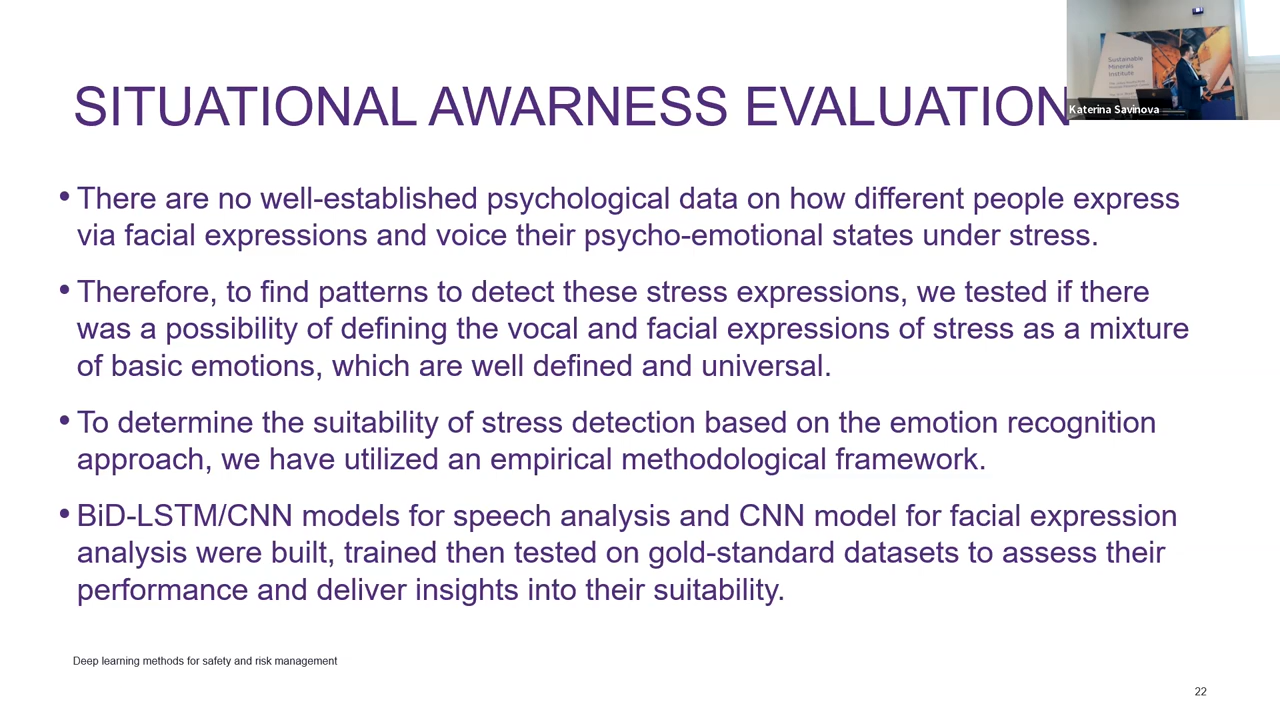 SITUATIONAL AWARNESS EVALUATION
Sustainable
Minerals
Institute
Katerina Savinova
• There are no well-established psychological data on how different people express
via facial expressions and voice their psycho-emotional states under stress.
• Therefore, to find patterns to detect these stress expressions, we tested if there
was a possibility of defining the vocal and facial expressions of stress as a mixture
of basic emotions, which are well defined and universal.
• To determine the suitability of stress detection based on the emotion recognition
approach, we have utilized an empirical methodological framework.
• BiD-LSTM/CNN models for speech analysis and CNN model for facial expression
analysis were built, trained then tested on gold-standard datasets to assess their
performance and deliver insights into their suitability.
Deep learning methods for safety and risk management
22